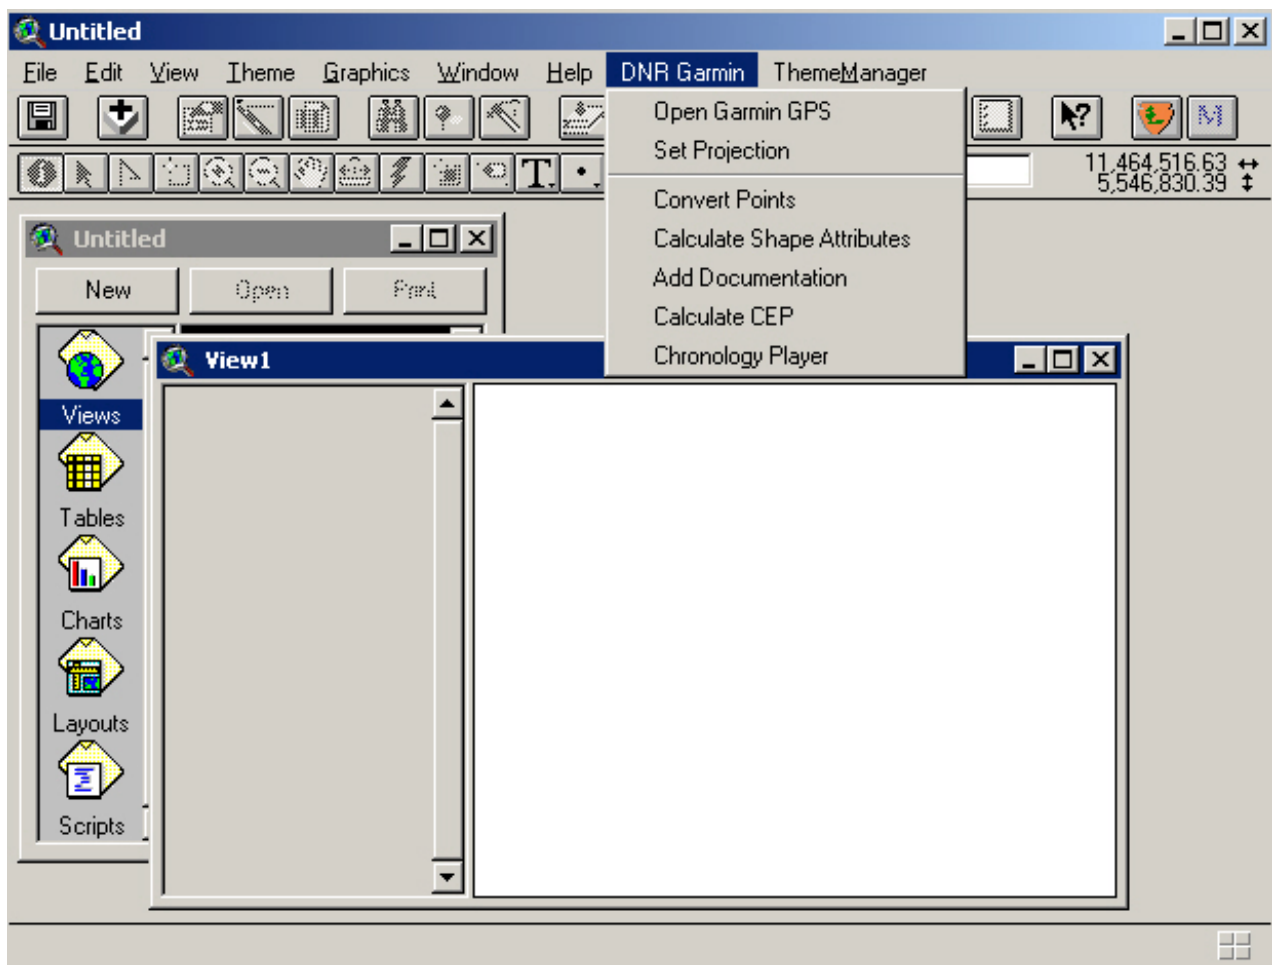 Untitled
File Edit View Theme Graphics Window Help DNR Garmin ThemeManager
Open Garmin GPS
Set Projection
Convert Points
Calculate Shape Attributes
Add Documentation
Calculate CEP
Chronology Player
T.
M
11,464,516.63
5,546,830.39
Untitled
New Open Print
Views
Tables
Charts
Layouts
Scripts
View1